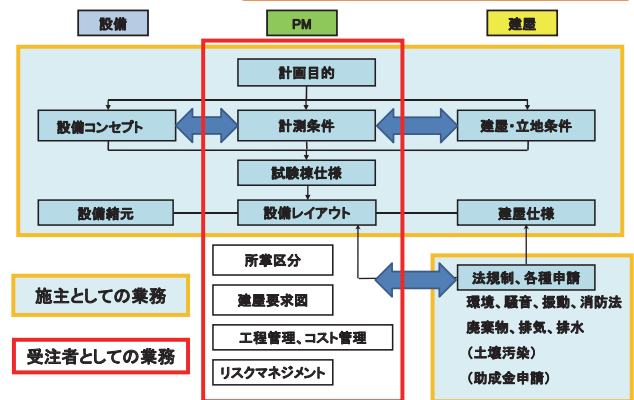 設備
PM
建屋
計画目的
設備コンセプト
計測条件
建屋・立地条件
試験棟仕様
設備緒元
設備レイアウト
建屋仕様
所掌区分
建屋要求図
工程管理、コスト管理
リスクマネジメント
法規制、各種申請
環境、騒音、振動、消防法
廃棄物、排気、排水
（土壌汚染）
（助成金申請）
施主としての業務
受注者としての業務